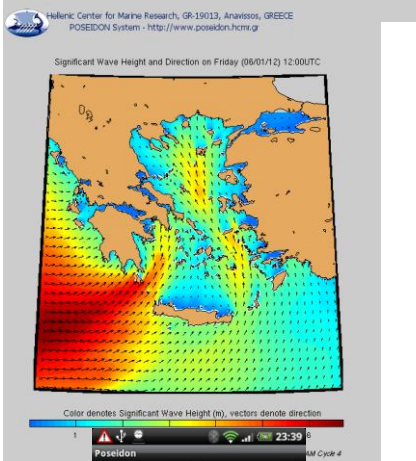 Hellenic Center for Marine Research, GR-19013, Anavissos, GREECE
POSEIDON System - http://www.poseidon.hcmr.gr
Significant Wave Height and Direction on Friday (06/01/12) 12:00UTC
Color denotes Significant Wave Height (m), vectors denote direction
1 6
23:39
Poseidon AM Cycle 4